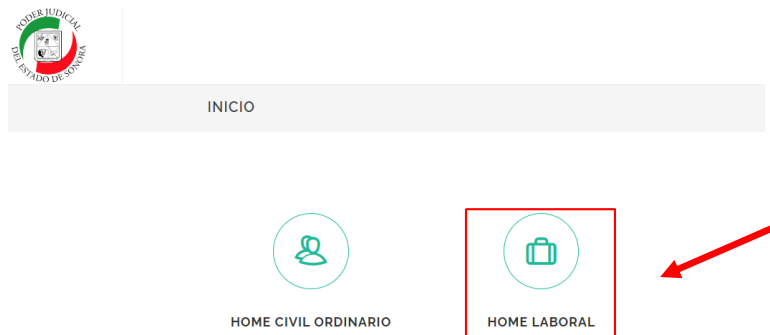 PODER JUDICIAL
DEL ESTADO DE SONORA
INICIO
HOME CIVIL ORDINARIO
HOME LABORAL